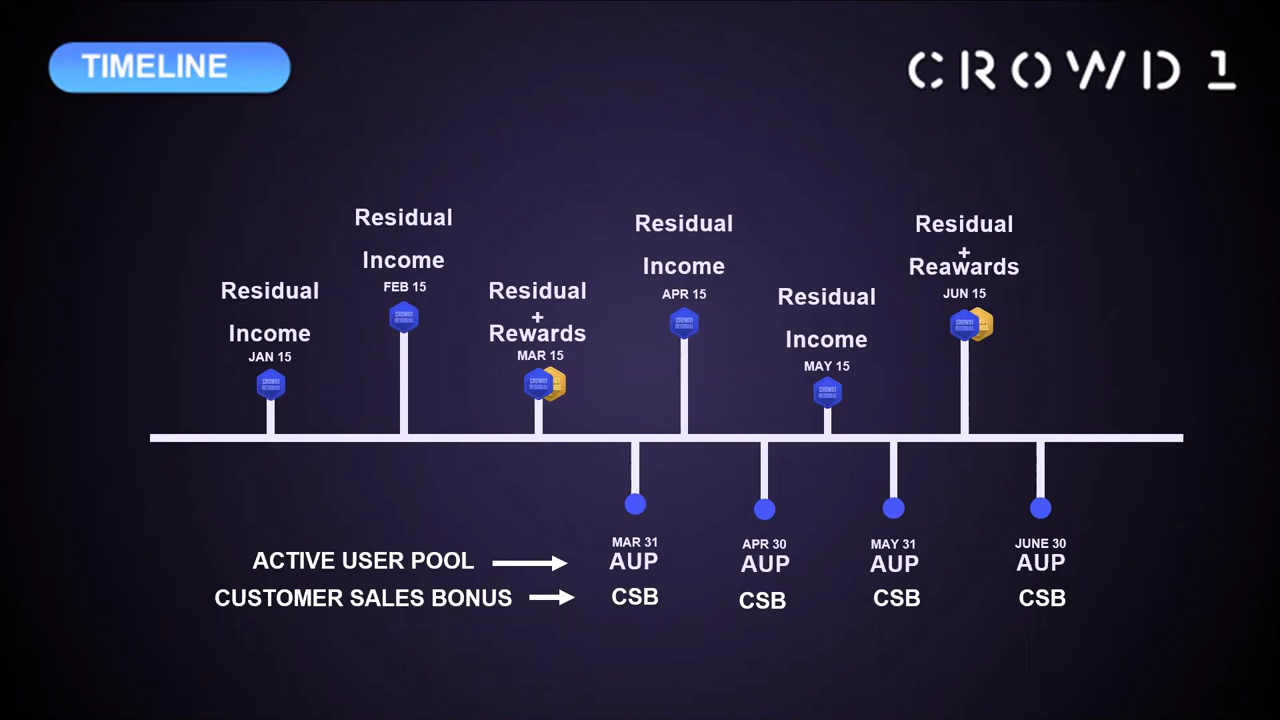 TIMELINE
CROWD 1
Residual
Income
JAN 15
Residual
Income
FEB 15
Residual
+
Rewards
MAR 15
Residual
Income
APR 15
Residual
Income
MAY 15
Residual
+
Reawards
JUN 15
ACTIVE USER POOL
CUSTOMER SALES BONUS
MAR 31
AUP
CSB
APR 30
AUP
CSB
MAY 31
AUP
CSB
JUNE 30
AUP
CSB